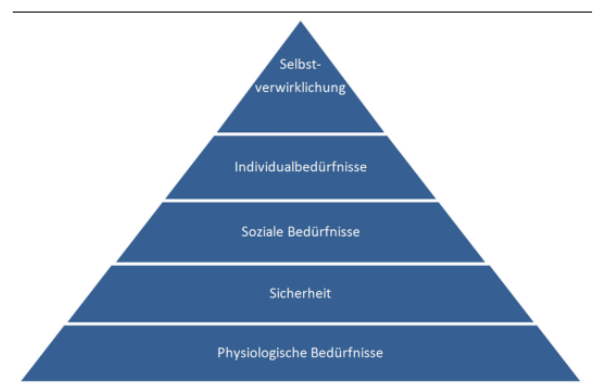 Selbst-
verwirklichung
Individualbedürfnisse
Soziale Bedürfnisse
Sicherheit
Physiologische Bedürfnisse